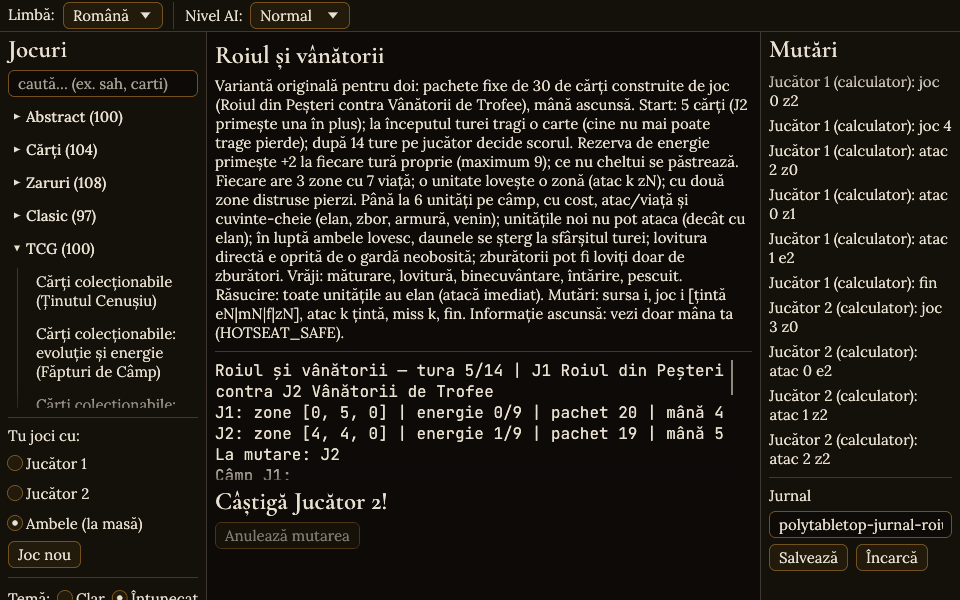 Limbă: Română ▼ Nivel AI: Normal ▼
Jocuri
caută... (ex. sah, carti)
▸ Abstract (100)
▸ Cărți (104)
▸ Zaruri (108)
▸ Clasic (97)
▾ TCG (100)
Cărți colecționabile
(Ținutul Cenușiu)
Cărți colecționabile:
evoluție și energie
(Făpturi de Câmp)
Cărți colecționabile:
Tu joci cu:
Jucător 1
Jucător 2
Ambele (la masă)
Joc nou
Temă: Clar Întunecat
Roiul și vânătorii
Variantă originală pentru doi: pachete fixe de 30 de cărți construite de joc
(Roiul din Peșteri contra Vânătorii de Trofee), mână ascunsă. Start: 5 cărți (J2
primește una în plus); la începutul turei tragi o carte (cine nu mai poate
trage pierde); după 14 ture pe jucător decide scorul. Rezerva de energie
primește +2 la fiecare tură proprie (maximum 9); ce nu cheltui se păstrează.
Fiecare are 3 zone cu 7 viață; o unitate lovește o zonă (atac k zN); cu două
zone distruse pierzi. Până la 6 unități pe câmp, cu cost, atac/viață și
cuvinte-cheie (elan, zbor, armură, venin); unitățile noi nu pot ataca (decât cu
elan); în luptă ambele lovesc, daunele se șterg la sfârșitul turei; lovitura
directă e oprită de o gardă neobosită; zburătorii pot fi loviți doar de
zburători. Vrăji: măturare, lovitură, binecuvântare, întărire, pescuit.
Răsucire: toate unitățile au elan (atacă imediat). Mutări: sursa i, joc i [țintă
eN|mN|f|zN], atac k țintă, miss k, fin. Informație ascunsă: vezi doar mâna ta
(HOTSEAT_SAFE).
Roiul și vânătorii — tura 5/14 | J1 Roiul din Peșteri
contra J2 Vânătorii de Trofee
J1: zone [0, 5, 0] | energie 0/9 | pachet 20 | mână 4
J2: zone [4, 4, 0] | energie 1/9 | pachet 19 | mână 5
La mutare: J2
Câmp J1:
Câștigă Jucător 2!
Anulează mutarea
Mutări
Jucător 1 (calculator): joc
0 z2
Jucător 1 (calculator): joc 4
Jucător 1 (calculator): atac
2 z0
Jucător 1 (calculator): atac
0 z1
Jucător 1 (calculator): atac
1 e2
Jucător 1 (calculator): fin
Jucător 2 (calculator): joc
3 z0
Jucător 2 (calculator):
atac 0 e2
Jucător 2 (calculator):
atac 1 z2
Jucător 2 (calculator):
atac 2 z2
Jurnal
polytabletop-jurnal-roiu
Salvează Încarcă